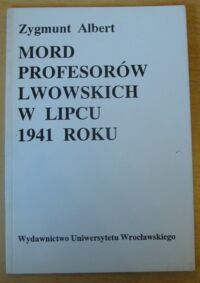 Zygmunt Albert
MORD
PROFESORÓW
LWOWSKICH
W LIPCU
1941 ROKU
Wydawnictwo Uniwersytetu Wrocławskiego